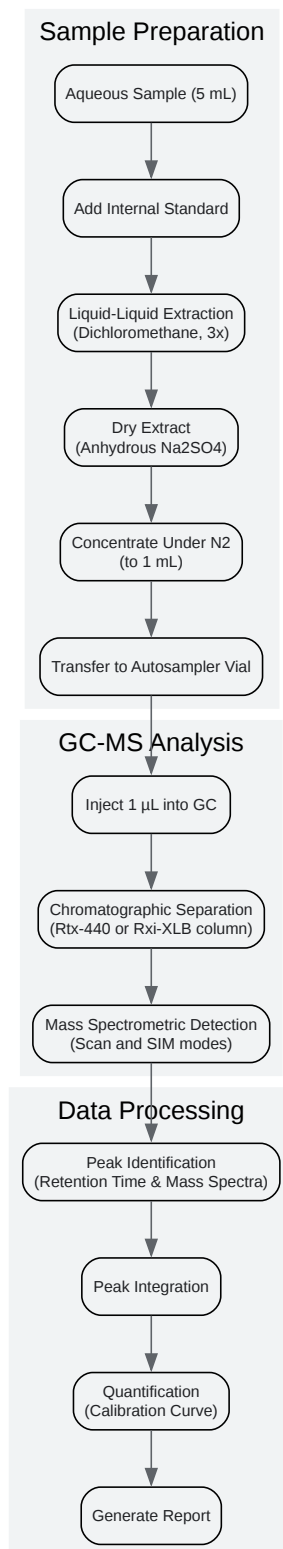 Sample Preparation
Aqueous Sample (5 mL)
Add Internal Standard
Liquid-Liquid Extraction
(Dichloromethane, 3x)
Dry Extract
(Anhydrous Na2SO4)
Concentrate Under N2
(to 1 mL)
Transfer to Autosampler Vial
GC-MS Analysis
Inject 1 µL into GC
Chromatographic Separation
(Rtx-440 or Rxi-XLB column)
Mass Spectrometric Detection
(Scan and SIM modes)
Data Processing
Peak Identification
(Retention Time & Mass Spectra)
Peak Integration
Quantification
(Calibration Curve)
Generate Report